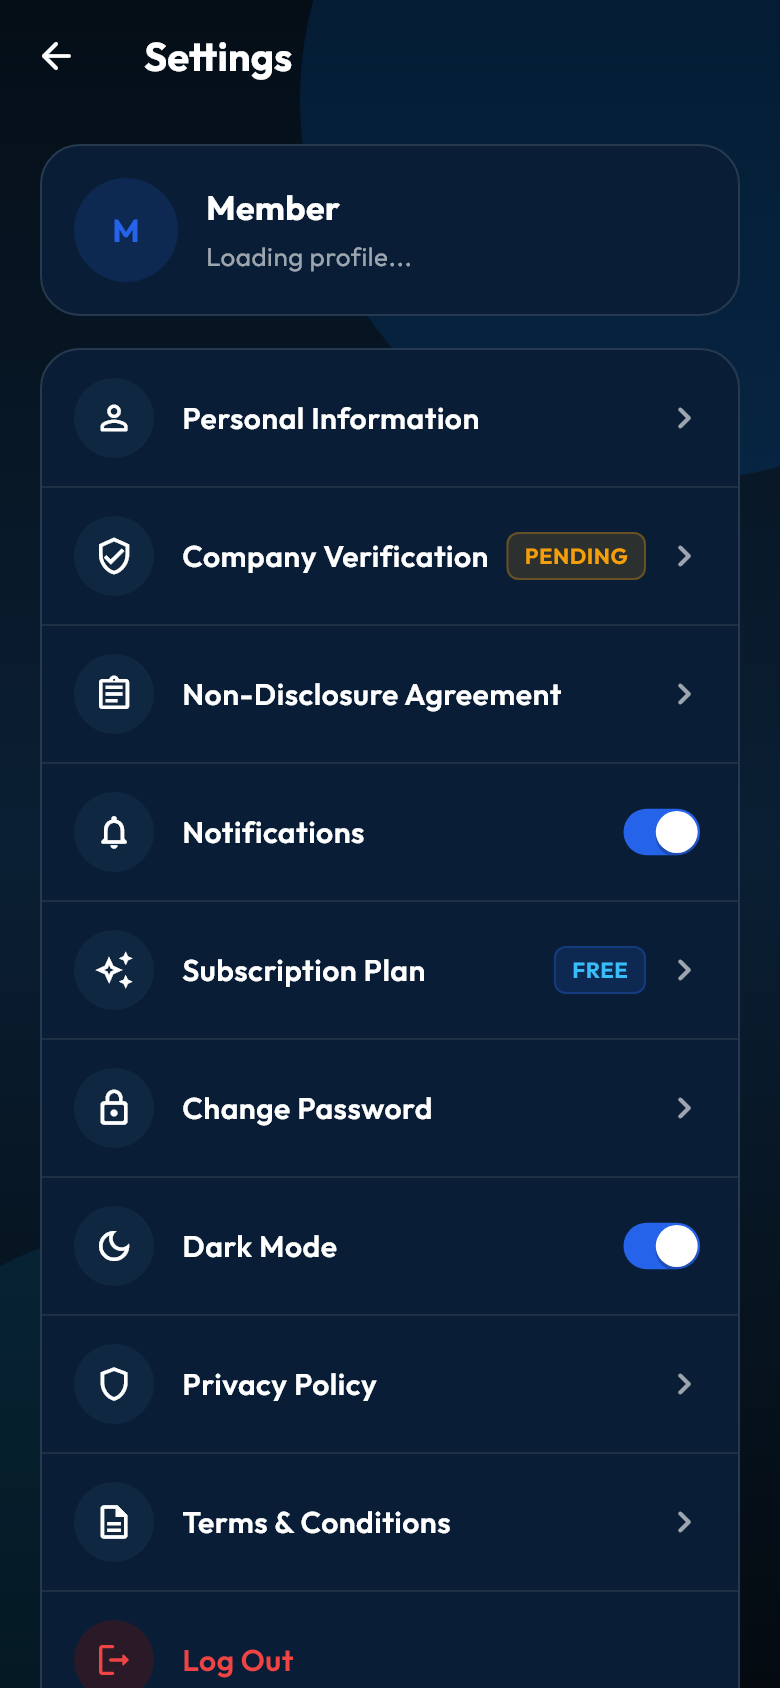 Settings
M
Member
Loading profile...
Personal Information
Company Verification PENDING
Non-Disclosure Agreement
Notifications
Subscription Plan FREE
Change Password
Dark Mode
Privacy Policy
Terms & Conditions
Log Out